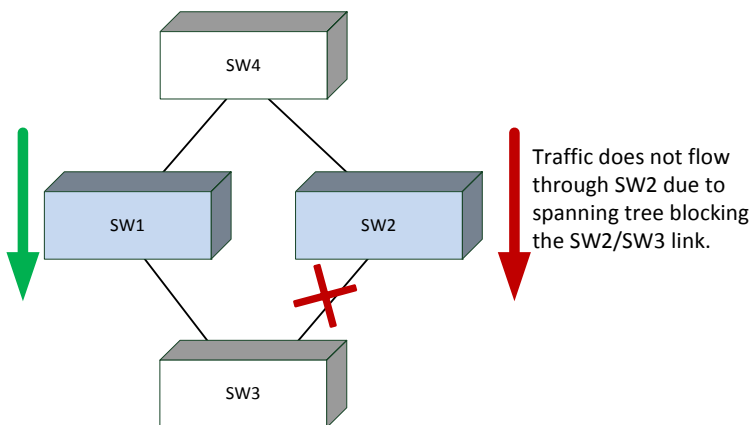 SW4
SW1
SW2
Traffic does not flow
through SW2 due to
spanning tree blocking
the SW2/SW3 link.
SW3